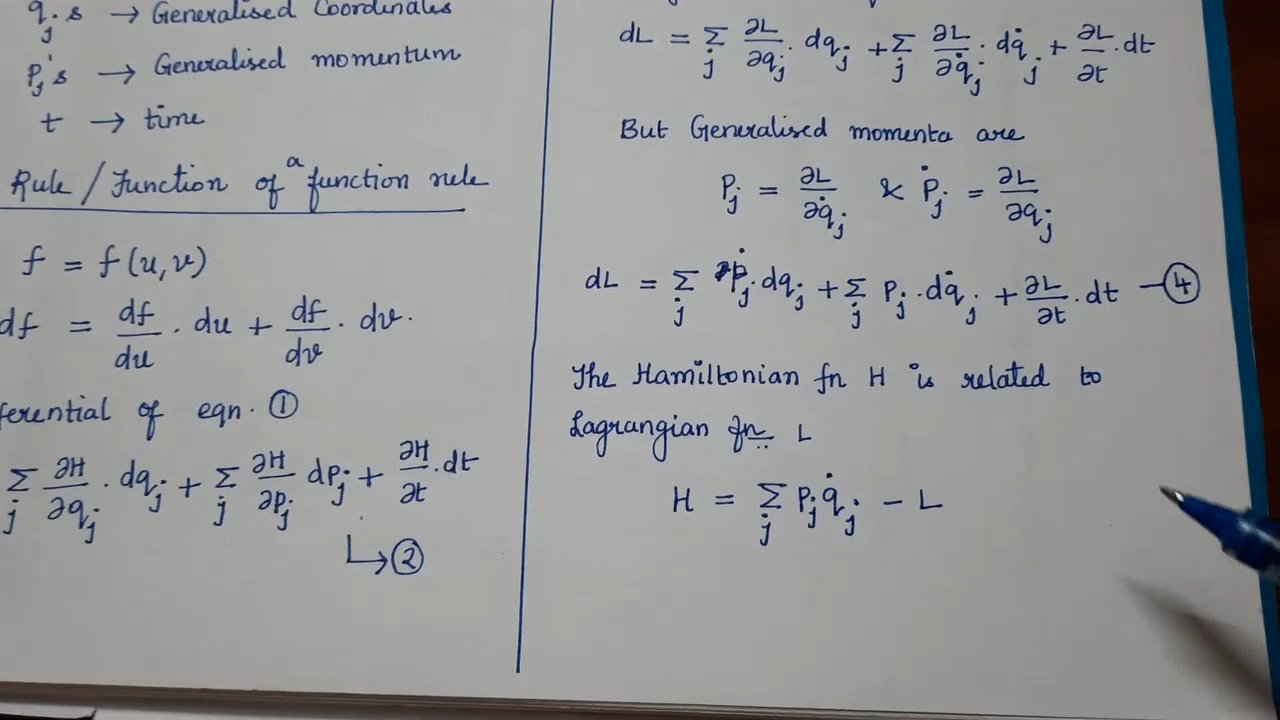 qj's → Generalised Coordinates
Pj's → Generalised momentum
t → time
Rule / Function of a function rule
f = f(u,v)
df = df/du . du + df/dv . dv.
ferential of eqn. ①
Σj ∂H/∂qj . dqj + Σj ∂H/∂pj dpj + ∂H/∂t . dt
↳ ②
dL = Σj ∂L/∂qj . dqj + Σj ∂L/∂q̇j . dq̇j + ∂L/∂t . dt
But Generalised momenta are
Pj = ∂L/∂q̇j & Ṗj = ∂L/∂qj
dL = Σj ṗj . dqj + Σj Pj . dq̇j + ∂L/∂t . dt — ④
The Hamiltonian fn H is related to
Lagrangian fn L
H = Σj Pj q̇j − L